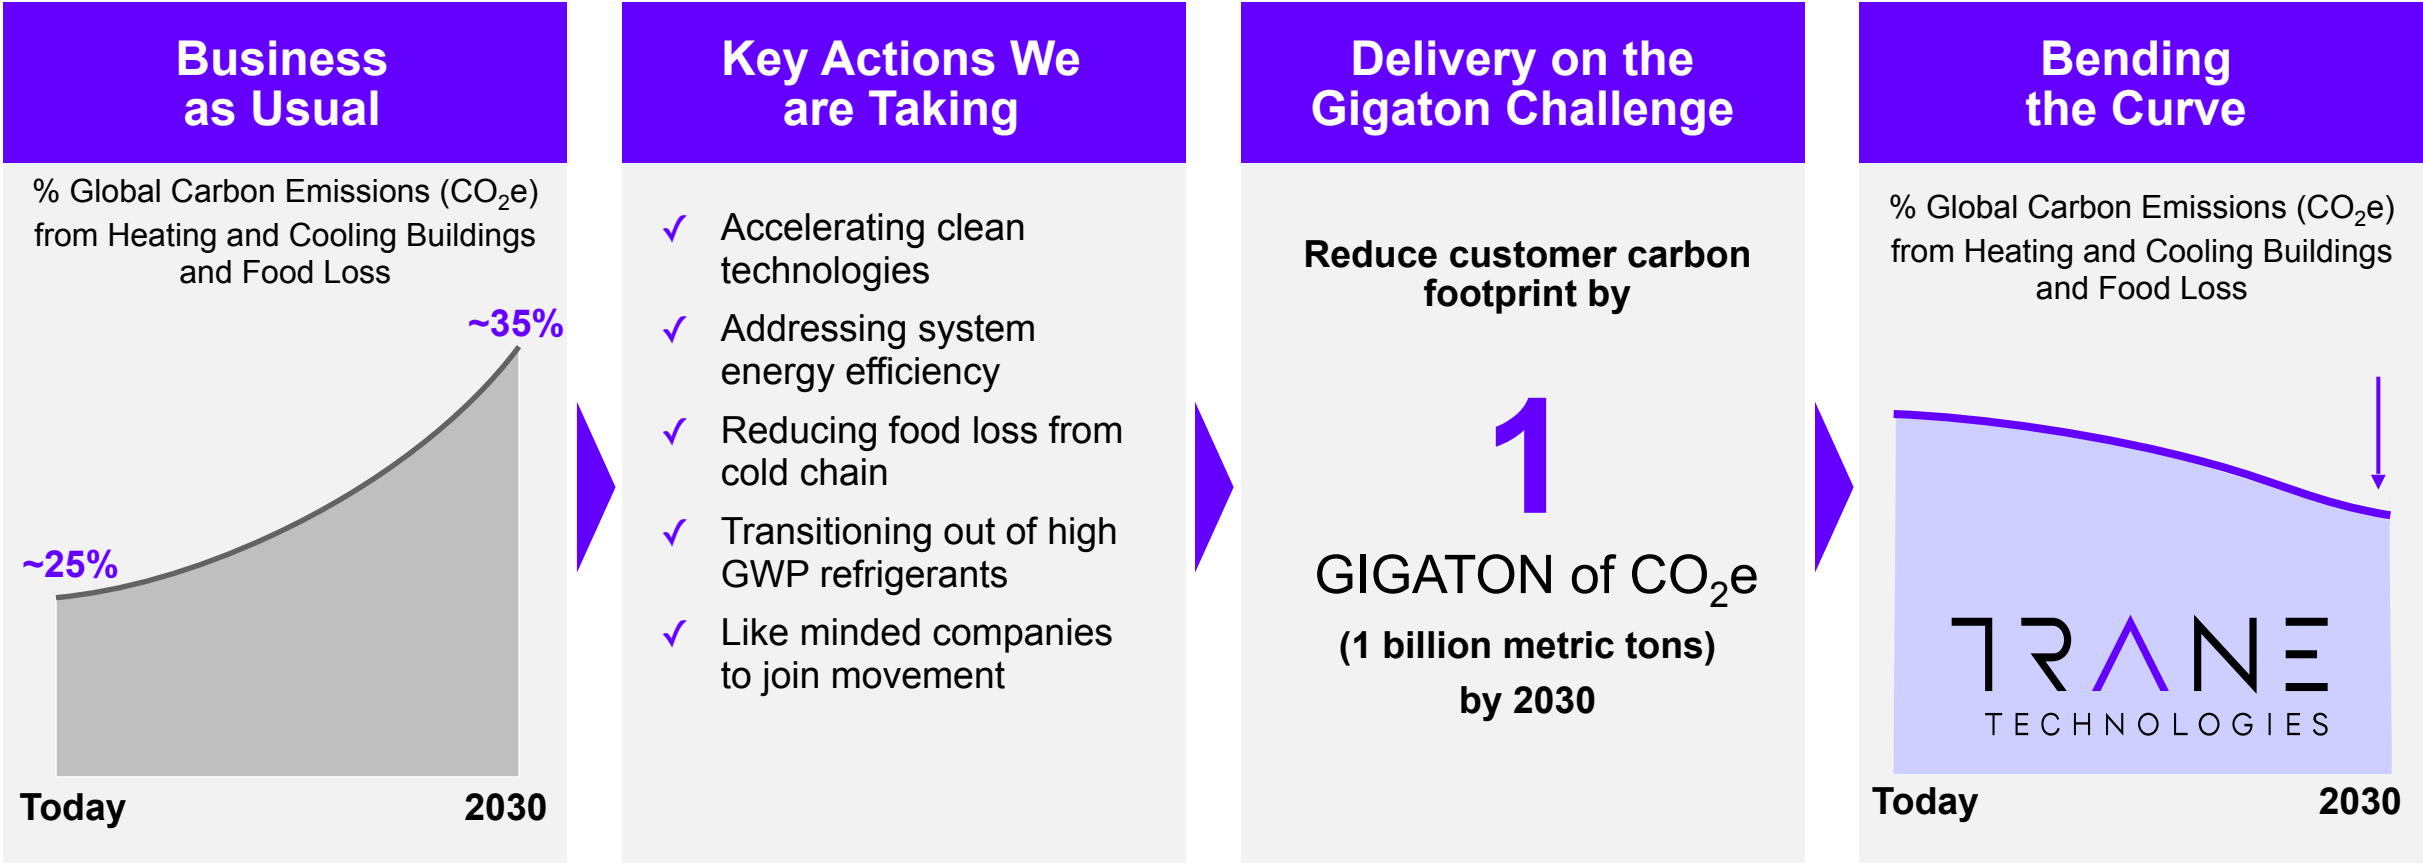 Business
as Usual
% Global Carbon Emissions (CO₂e)
from Heating and Cooling Buildings
and Food Loss
~35%
~25%
Today
2030
Key Actions We
are Taking
✓ Accelerating clean
technologies
✓ Addressing system
energy efficiency
✓ Reducing food loss from
cold chain
✓ Transitioning out of high
GWP refrigerants
✓ Like minded companies
to join movement
Delivery on the
Gigaton Challenge
Reduce customer carbon
footprint by
1
GIGATON of CO₂e
(1 billion metric tons)
by 2030
Bending
the Curve
% Global Carbon Emissions (CO₂e)
from Heating and Cooling Buildings
and Food Loss
TRANE
TECHNOLOGIES
Today
2030